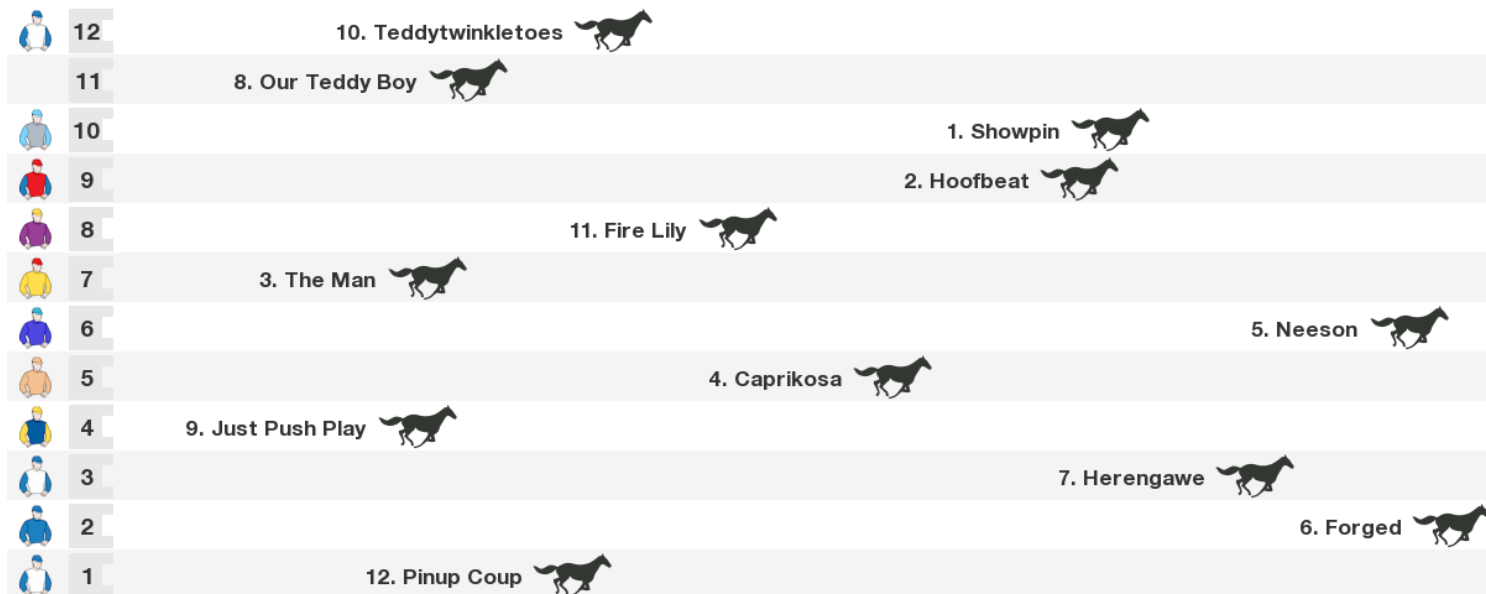 12 10. Teddytwinkletoes
11 8. Our Teddy Boy
10 1. Showpin
9 2. Hoofbeat
8 11. Fire Lily
7 3. The Man
6 5. Neeson
5 4. Caprikosa
4 9. Just Push Play
3 7. Herengawe
2 6. Forged
1 12. Pinup Coup